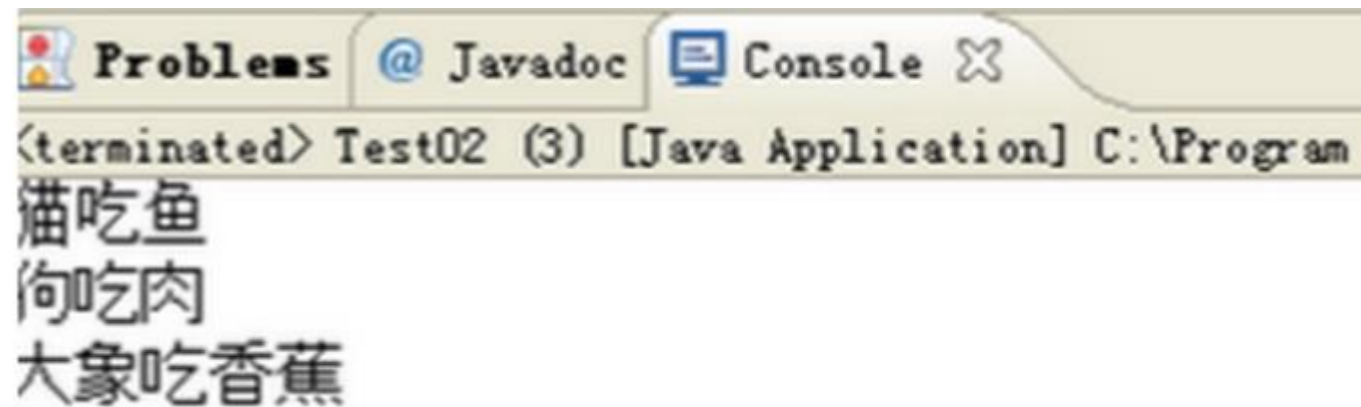 Problems @ Javadoc Console
<terminated> Test02 (3) [Java Application] C:\Program
猫吃鱼
狗吃肉
大象吃香蕉